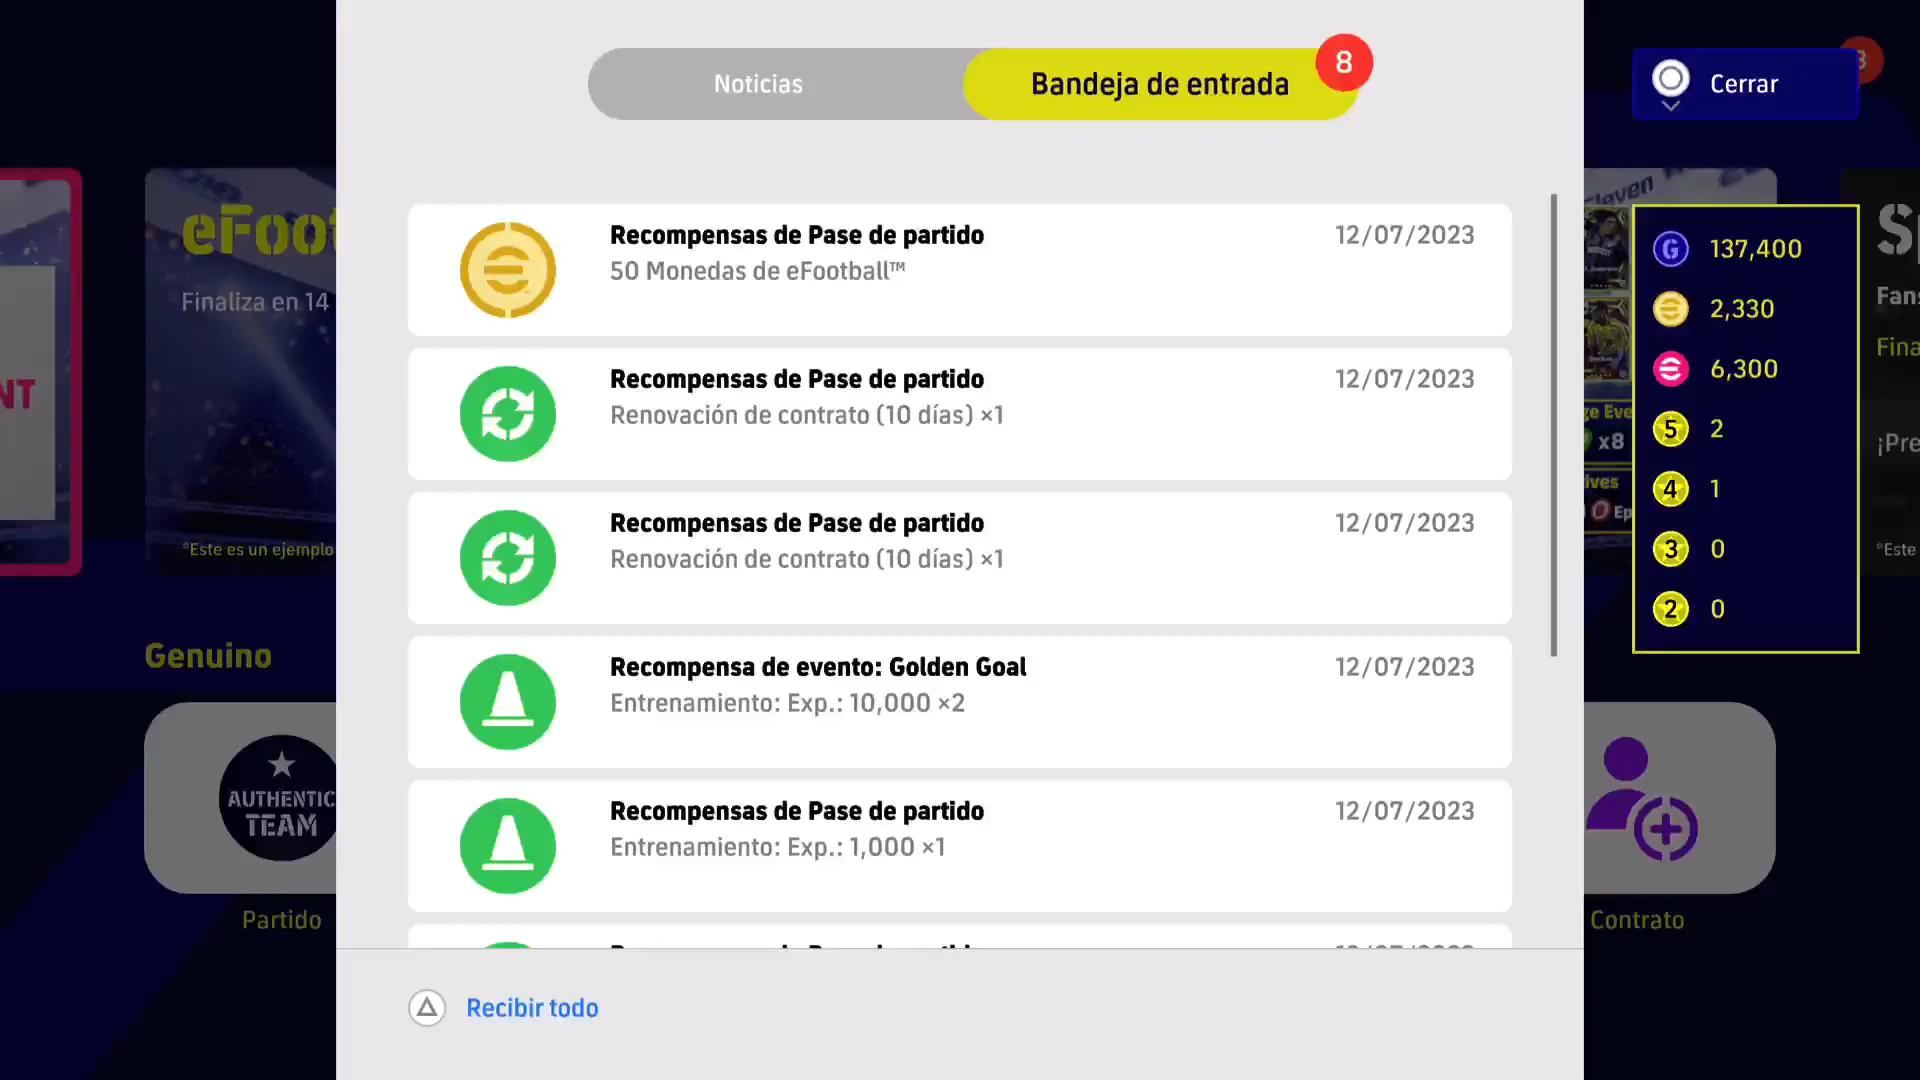 Noticias
Bandeja de entrada
8
Cerrar
Recompensas de Pase de partido
12/07/2023
50 Monedas de eFootball™
Recompensas de Pase de partido
12/07/2023
Renovación de contrato (10 días) ×1
Recompensas de Pase de partido
12/07/2023
Renovación de contrato (10 días) ×1
Recompensa de evento: Golden Goal
12/07/2023
Entrenamiento: Exp.: 10,000 ×2
Recompensas de Pase de partido
12/07/2023
Entrenamiento: Exp.: 1,000 ×1
Recibir todo
G 137,400
2,330
6,300
5 2
4 1
3 0
2 0
NT
eFoot
Finaliza en 14
*Este es un ejemplo
Genuino
AUTHENTIC
TEAM
Partido
Contrato
x8
*Este